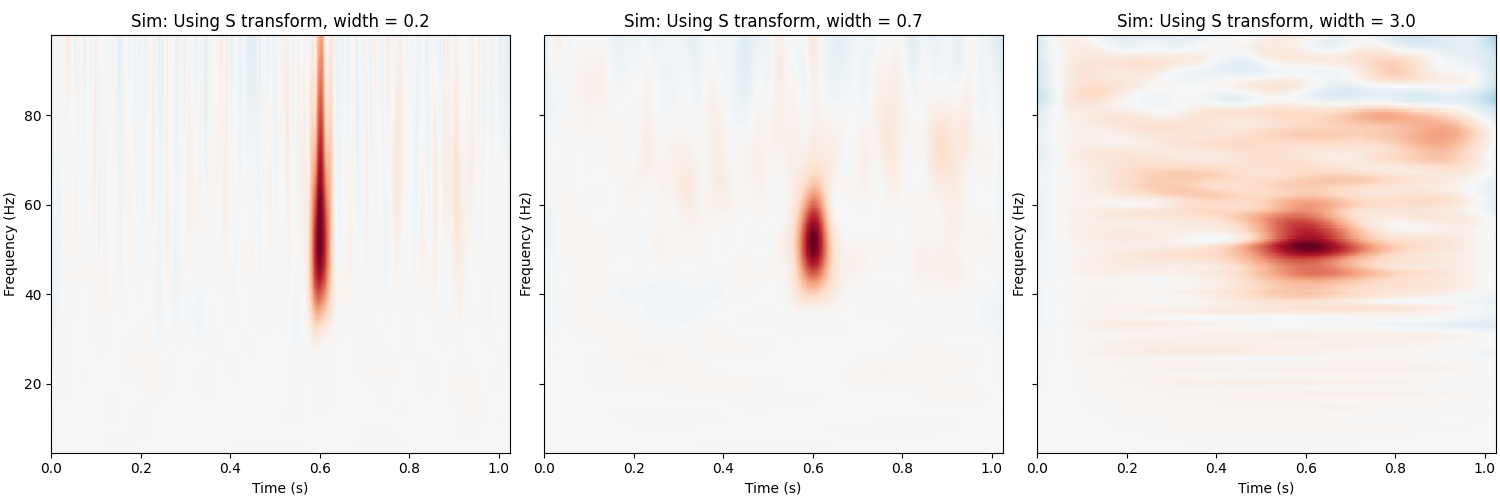 Sim: Using S transform, width = 0.2
Sim: Using S transform, width = 0.7
Sim: Using S transform, width = 3.0
Frequency (Hz)
80
60
40
20
0.0 0.2 0.4 0.6 0.8 1.0
Time (s)
Frequency (Hz)
0.0 0.2 0.4 0.6 0.8 1.0
Time (s)
Frequency (Hz)
0.0 0.2 0.4 0.6 0.8 1.0
Time (s)